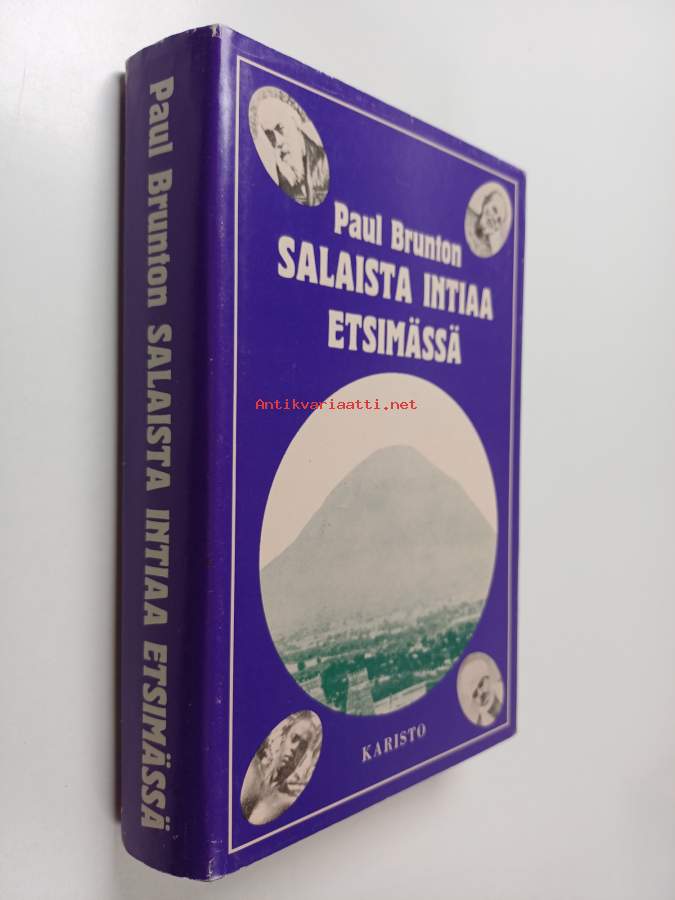 Paul Brunton SALAISTA INTIAA ETSIMÄSSÄ
Paul Brunton
SALAISTA INTIAA
ETSIMÄSSÄ
Antikvariaatti.net
KARISTO